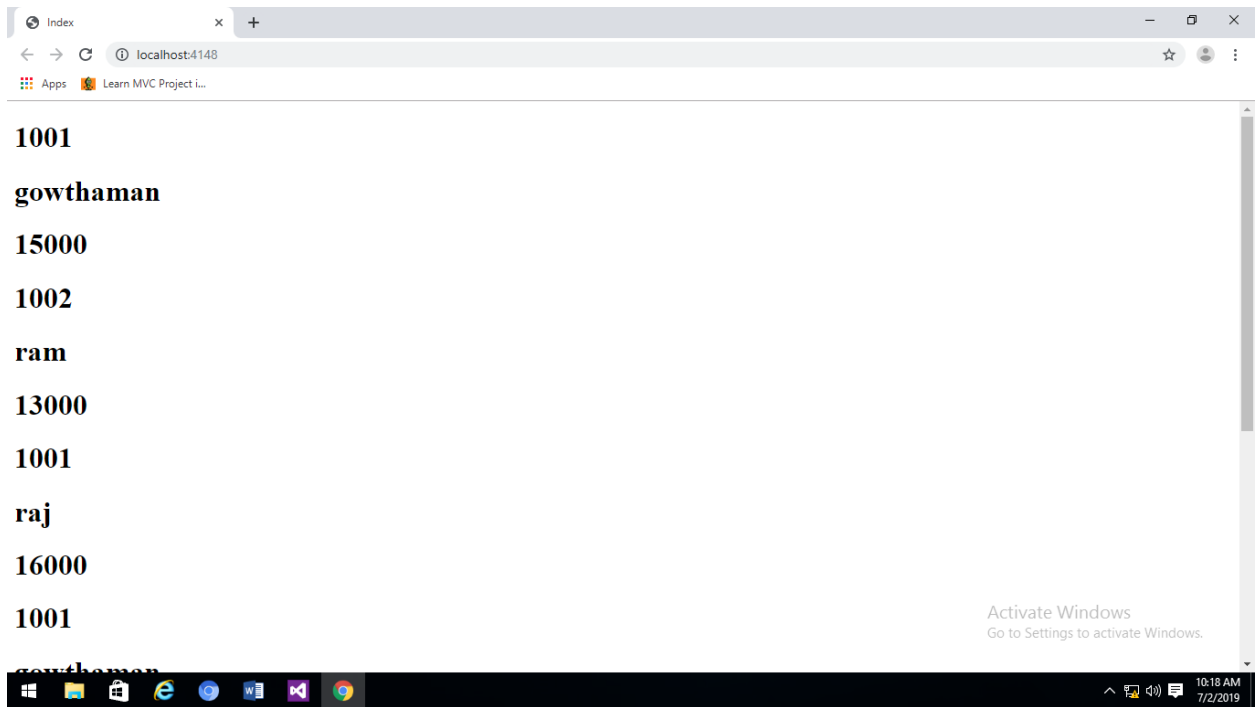 Index
localhost:4148
Apps Learn MVC Project i...
1001
gowthaman
15000
1002
ram
13000
1001
raj
16000
1001
gowthaman
Activate Windows
Go to Settings to activate Windows.
10:18 AM
7/2/2019